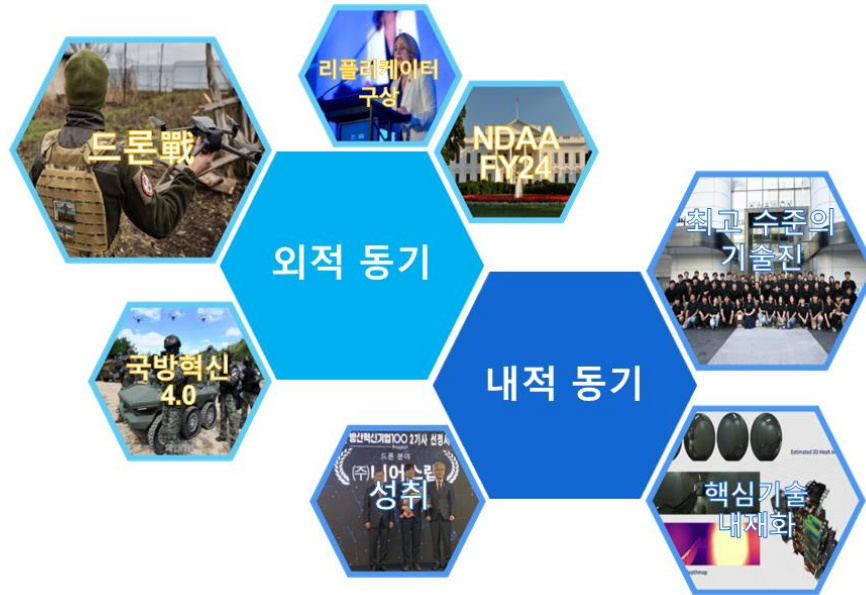 리플리케이터
구상
드론戰
NDAA
FY24
외적 동기
최고 수준의
기술진
국방혁신
4.0
내적 동기
방산혁신기업100 2기사 선정
드론 분야
성취
핵심기술
내재화
Estimated 3D Mesh